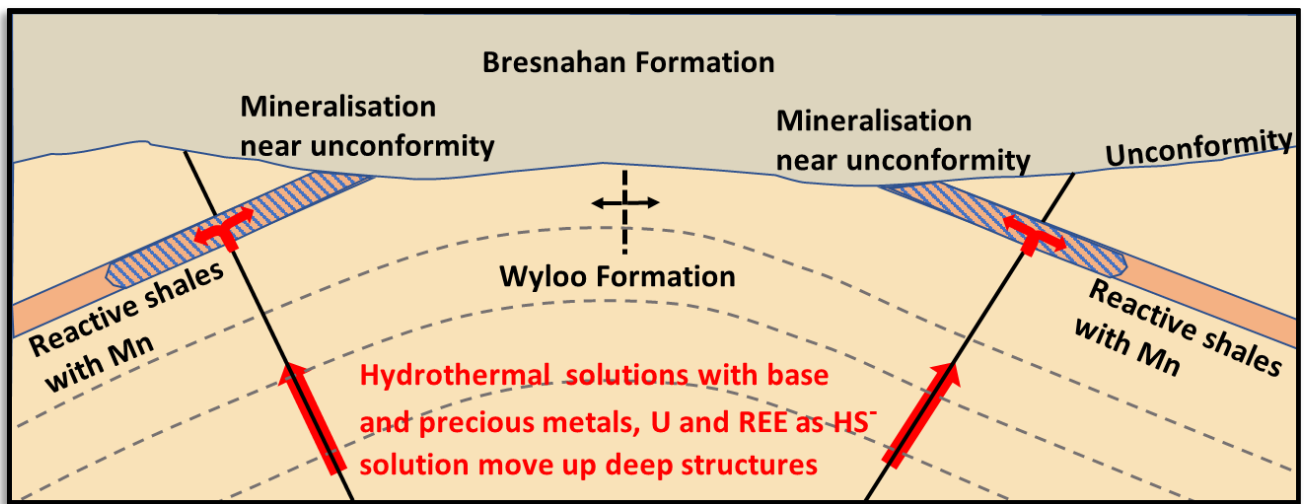 Bresnahan Formation
Mineralisation
near unconformity
Mineralisation
near unconformity
Unconformity
Wyloo Formation
Reactive shales
with Mn
Reactive shales
with Mn
Hydrothermal solutions with base
and precious metals, U and REE as HS⁻
solution move up deep structures